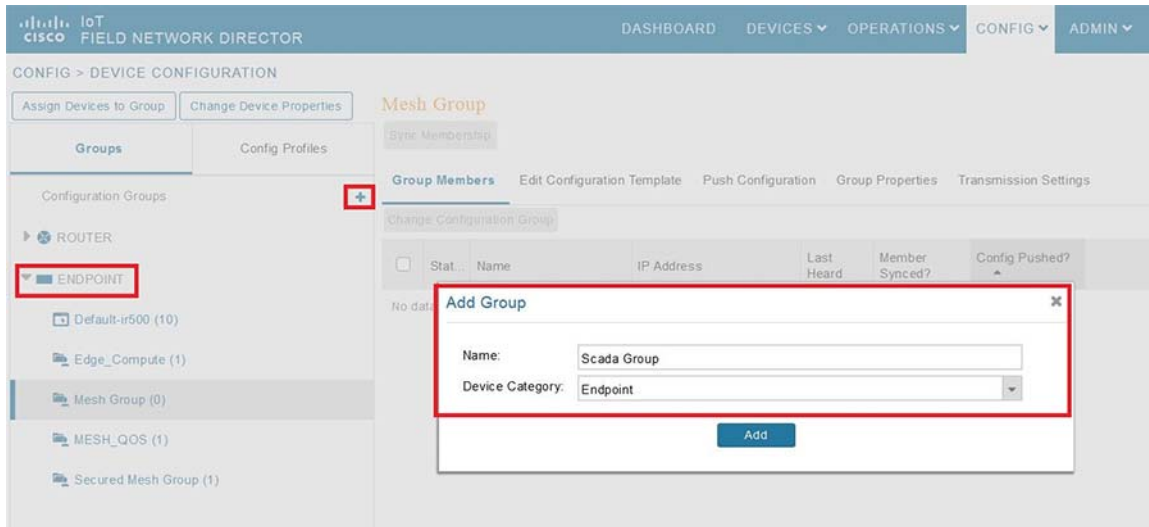 IoT
CISCO FIELD NETWORK DIRECTOR
DASHBOARD DEVICES OPERATIONS CONFIG ADMIN
CONFIG > DEVICE CONFIGURATION
Assign Devices to Group Change Device Properties
Mesh Group
Sync Membership
Groups Config Profiles
Group Members Edit Configuration Template Push Configuration Group Properties Transmission Settings
Configuration Groups +
Change Configuration Group
ROUTER
Stat... Name IP Address Last Heard Member Synced? Config Pushed?
ENDPOINT
No data
Add Group
Name: Scada Group
Device Category: Endpoint
Add
Default-ir500 (10)
Edge_Compute (1)
Mesh Group (0)
MESH_QOS (1)
Secured Mesh Group (1)